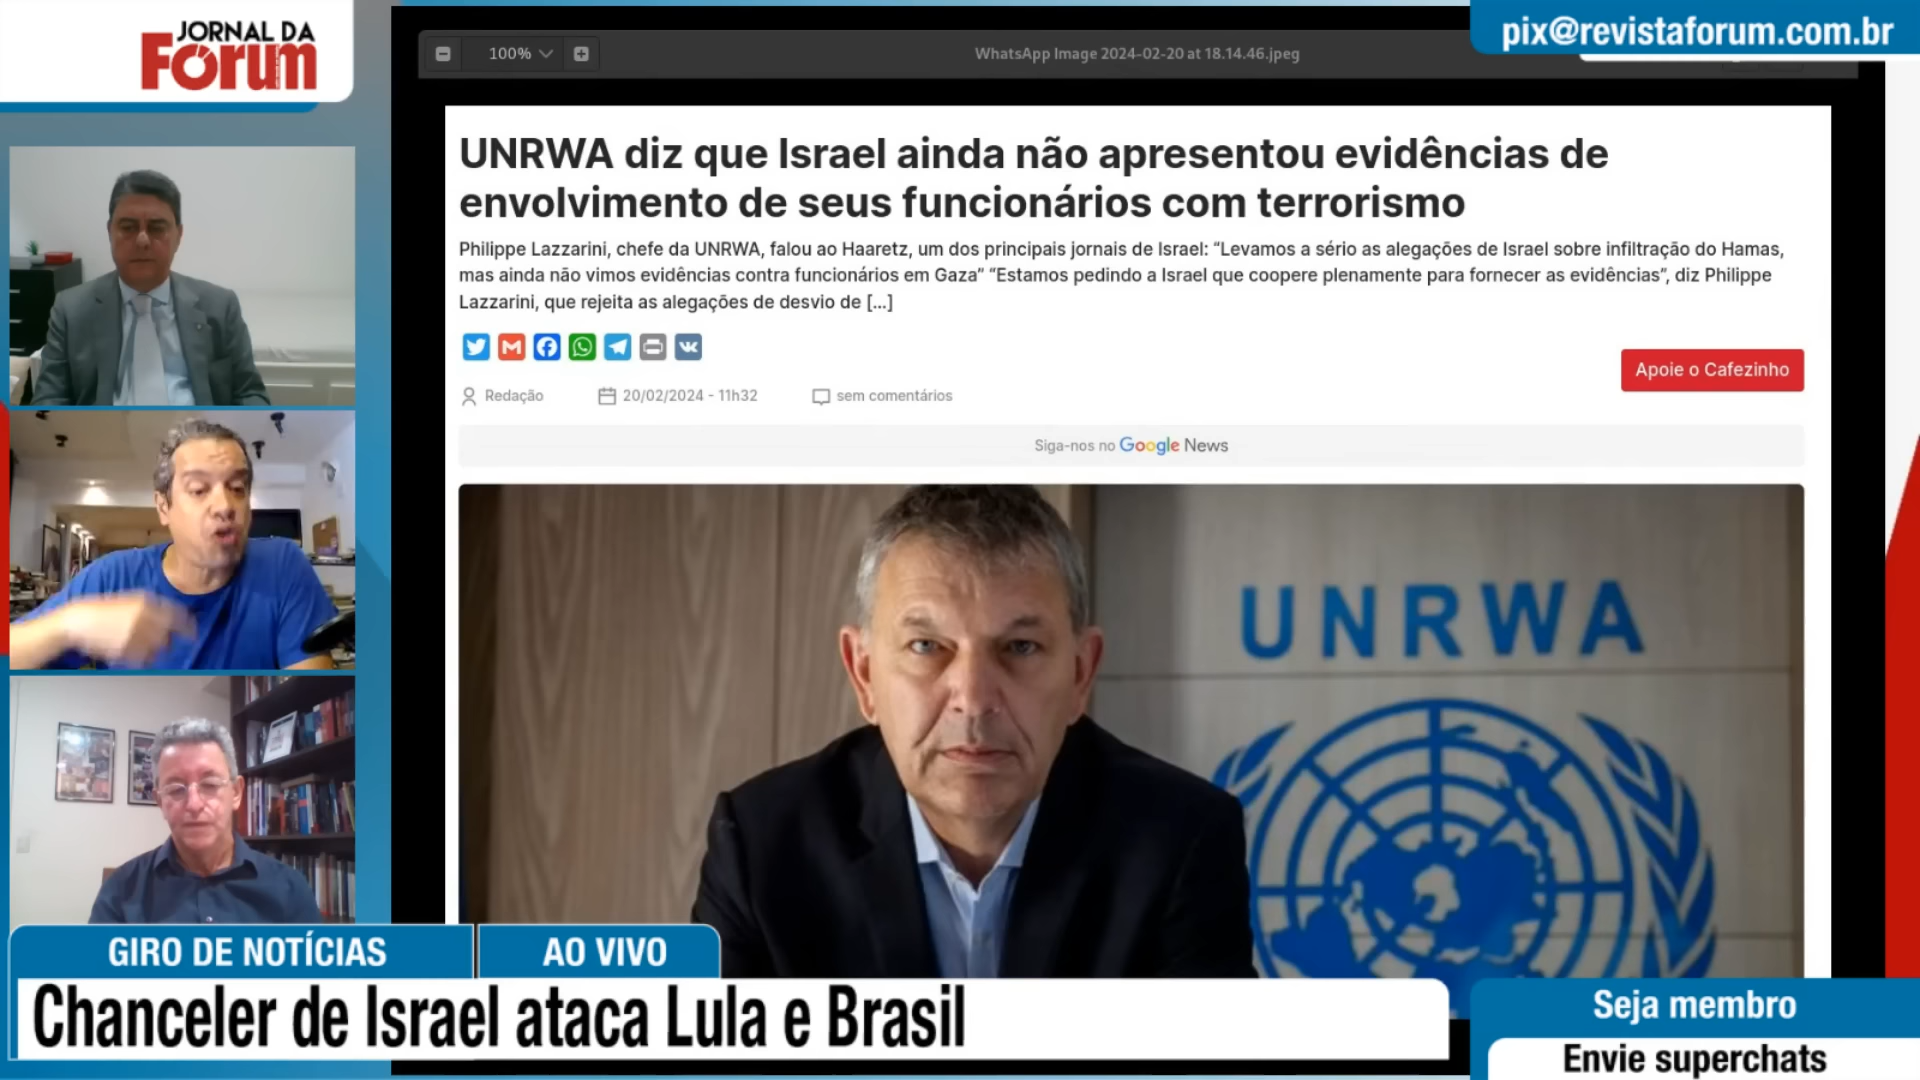 JORNAL DA
Fórum
pix@revistaforum.com.br
100%
WhatsApp Image 2024-02-20 at 18.14.46.jpeg
UNRWA diz que Israel ainda não apresentou evidências de
envolvimento de seus funcionários com terrorismo
Philippe Lazzarini, chefe da UNRWA, falou ao Haaretz, um dos principais jornais de Israel: “Levamos a sério as alegações de Israel sobre infiltração do Hamas,
mas ainda não vimos evidências contra funcionários em Gaza” “Estamos pedindo a Israel que coopere plenamente para fornecer as evidências”, diz Philippe
Lazzarini, que rejeita as alegações de desvio de [...]
Apoie o Cafezinho
Redação 20/02/2024 - 11h32 sem comentários
Siga-nos no Google News
UNRWA
GIRO DE NOTÍCIAS
AO VIVO
Chanceler de Israel ataca Lula e Brasil
Seja membro
Envie superchats